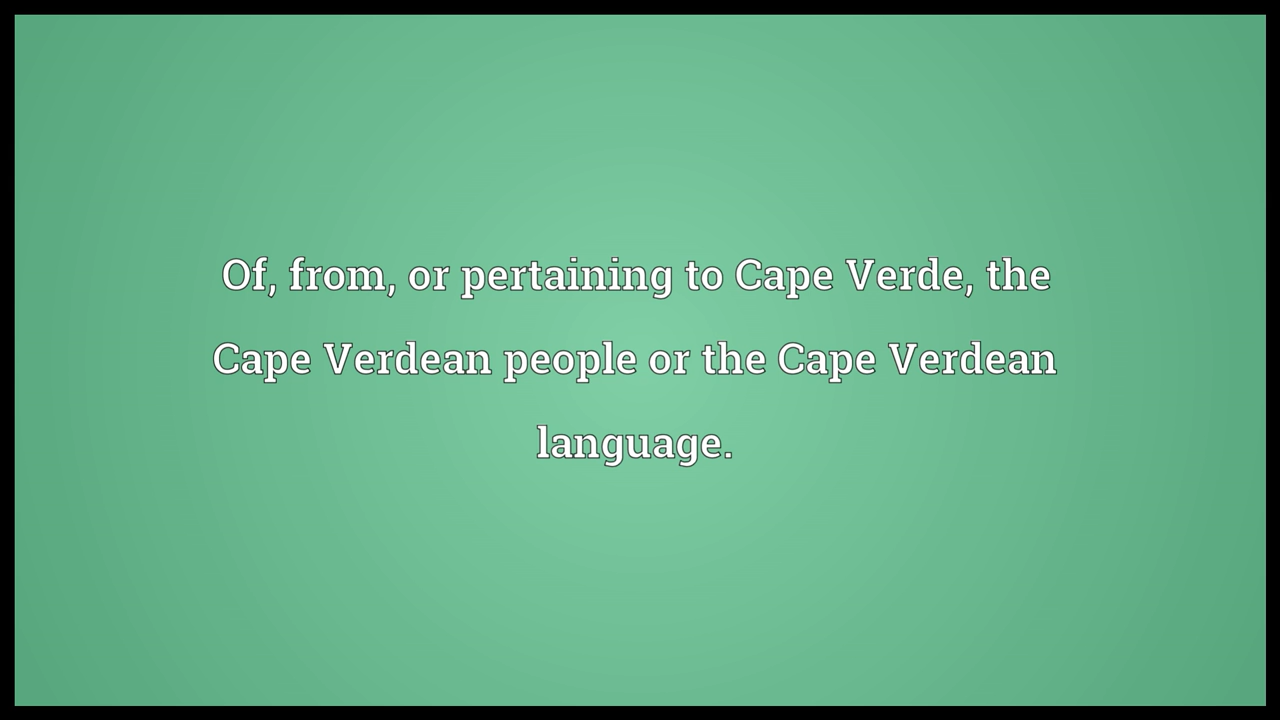 Of, from, or pertaining to Cape Verde, the
Cape Verdean people or the Cape Verdean
language.